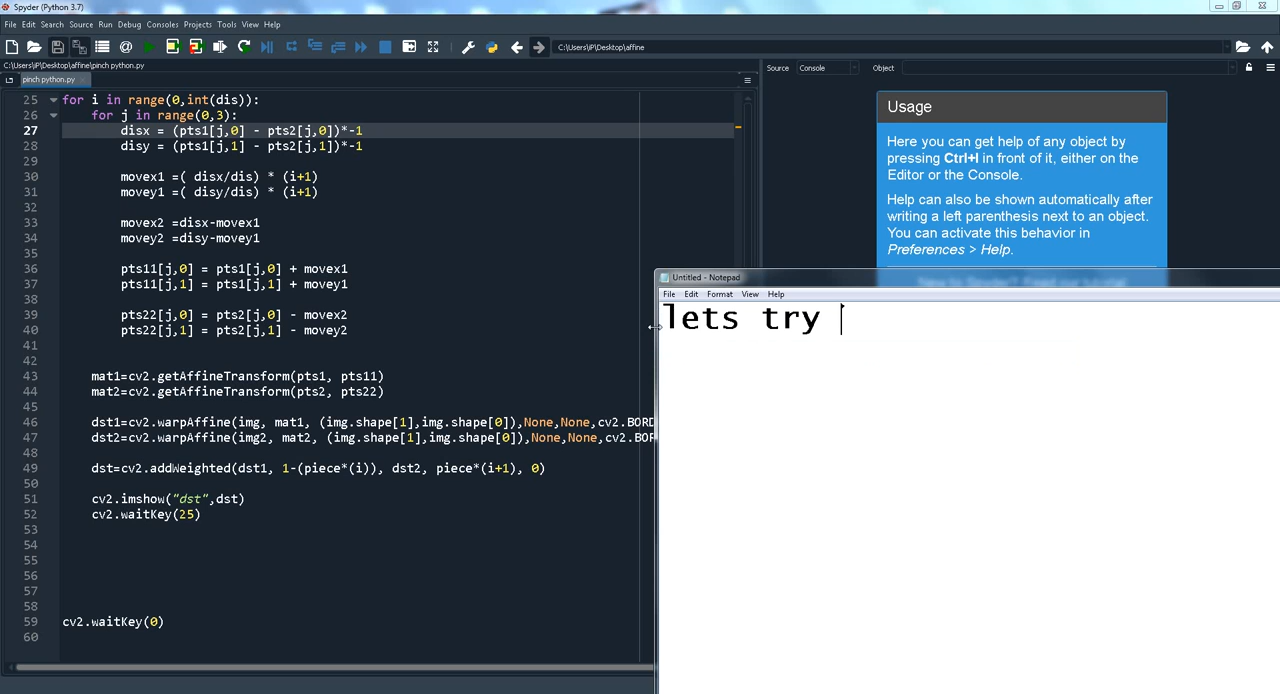 Spyder (Python 3.7)
File Edit Search Source Run Debug Consoles Projects Tools View Help
C:\Users\iP\Desktop\affine
C:\Users\iP\Desktop\affine\pinch python.py
Source Console Object
pinch python.py
25 for i in range(0,int(dis)):
26 for j in range(0,3):
27 disx = (pts1[j,0] - pts2[j,0])*-1
28 disy = (pts1[j,1] - pts2[j,1])*-1
29
30 movex1 =( disx/dis) * (i+1)
31 movey1 =( disy/dis) * (i+1)
32
33 movex2 =disx-movex1
34 movey2 =disy-movey1
35
36 pts11[j,0] = pts1[j,0] + movex1
37 pts11[j,1] = pts1[j,1] + movey1
38
39 pts22[j,0] = pts2[j,0] - movex2
40 pts22[j,1] = pts2[j,1] - movey2
41
42
43 mat1=cv2.getAffineTransform(pts1, pts11)
44 mat2=cv2.getAffineTransform(pts2, pts22)
45
46 dst1=cv2.warpAffine(img, mat1, (img.shape[1],img.shape[0]),None,None,cv2.BORD
47 dst2=cv2.warpAffine(img2, mat2, (img.shape[1],img.shape[0]),None,None,cv2.BOR
48
49 dst=cv2.addWeighted(dst1, 1-(piece*(i)), dst2, piece*(i+1), 0)
50
51 cv2.imshow("dst",dst)
52 cv2.waitKey(25)
53
54
55
56
57
58
59 cv2.waitKey(0)
60
Usage
Here you can get help of any object by
pressing Ctrl+I in front of it, either on the
Editor or the Console.
Help can also be shown automatically after
writing a left parenthesis next to an object.
You can activate this behavior in
Preferences > Help.
New to Spyder? Read our tutorial
Untitled - Notepad
File Edit Format View Help
lets try